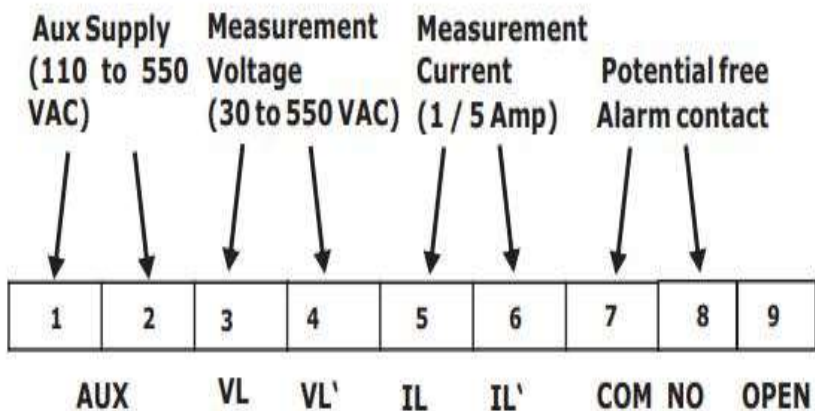 Aux Supply
(110 to 550
VAC)
Measurement
Voltage
(30 to 550 VAC)
Measurement
Current
(1 / 5 Amp)
Potential free
Alarm contact
1 2 3 4 5 6 7 8 9
AUX VL VL' IL IL' COM NO OPEN